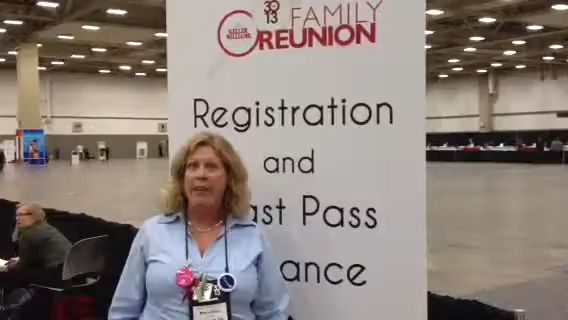 KELLER
WILLIAMS
2013 FAMILY
REUNION
Registration
and
ast Pass
ance